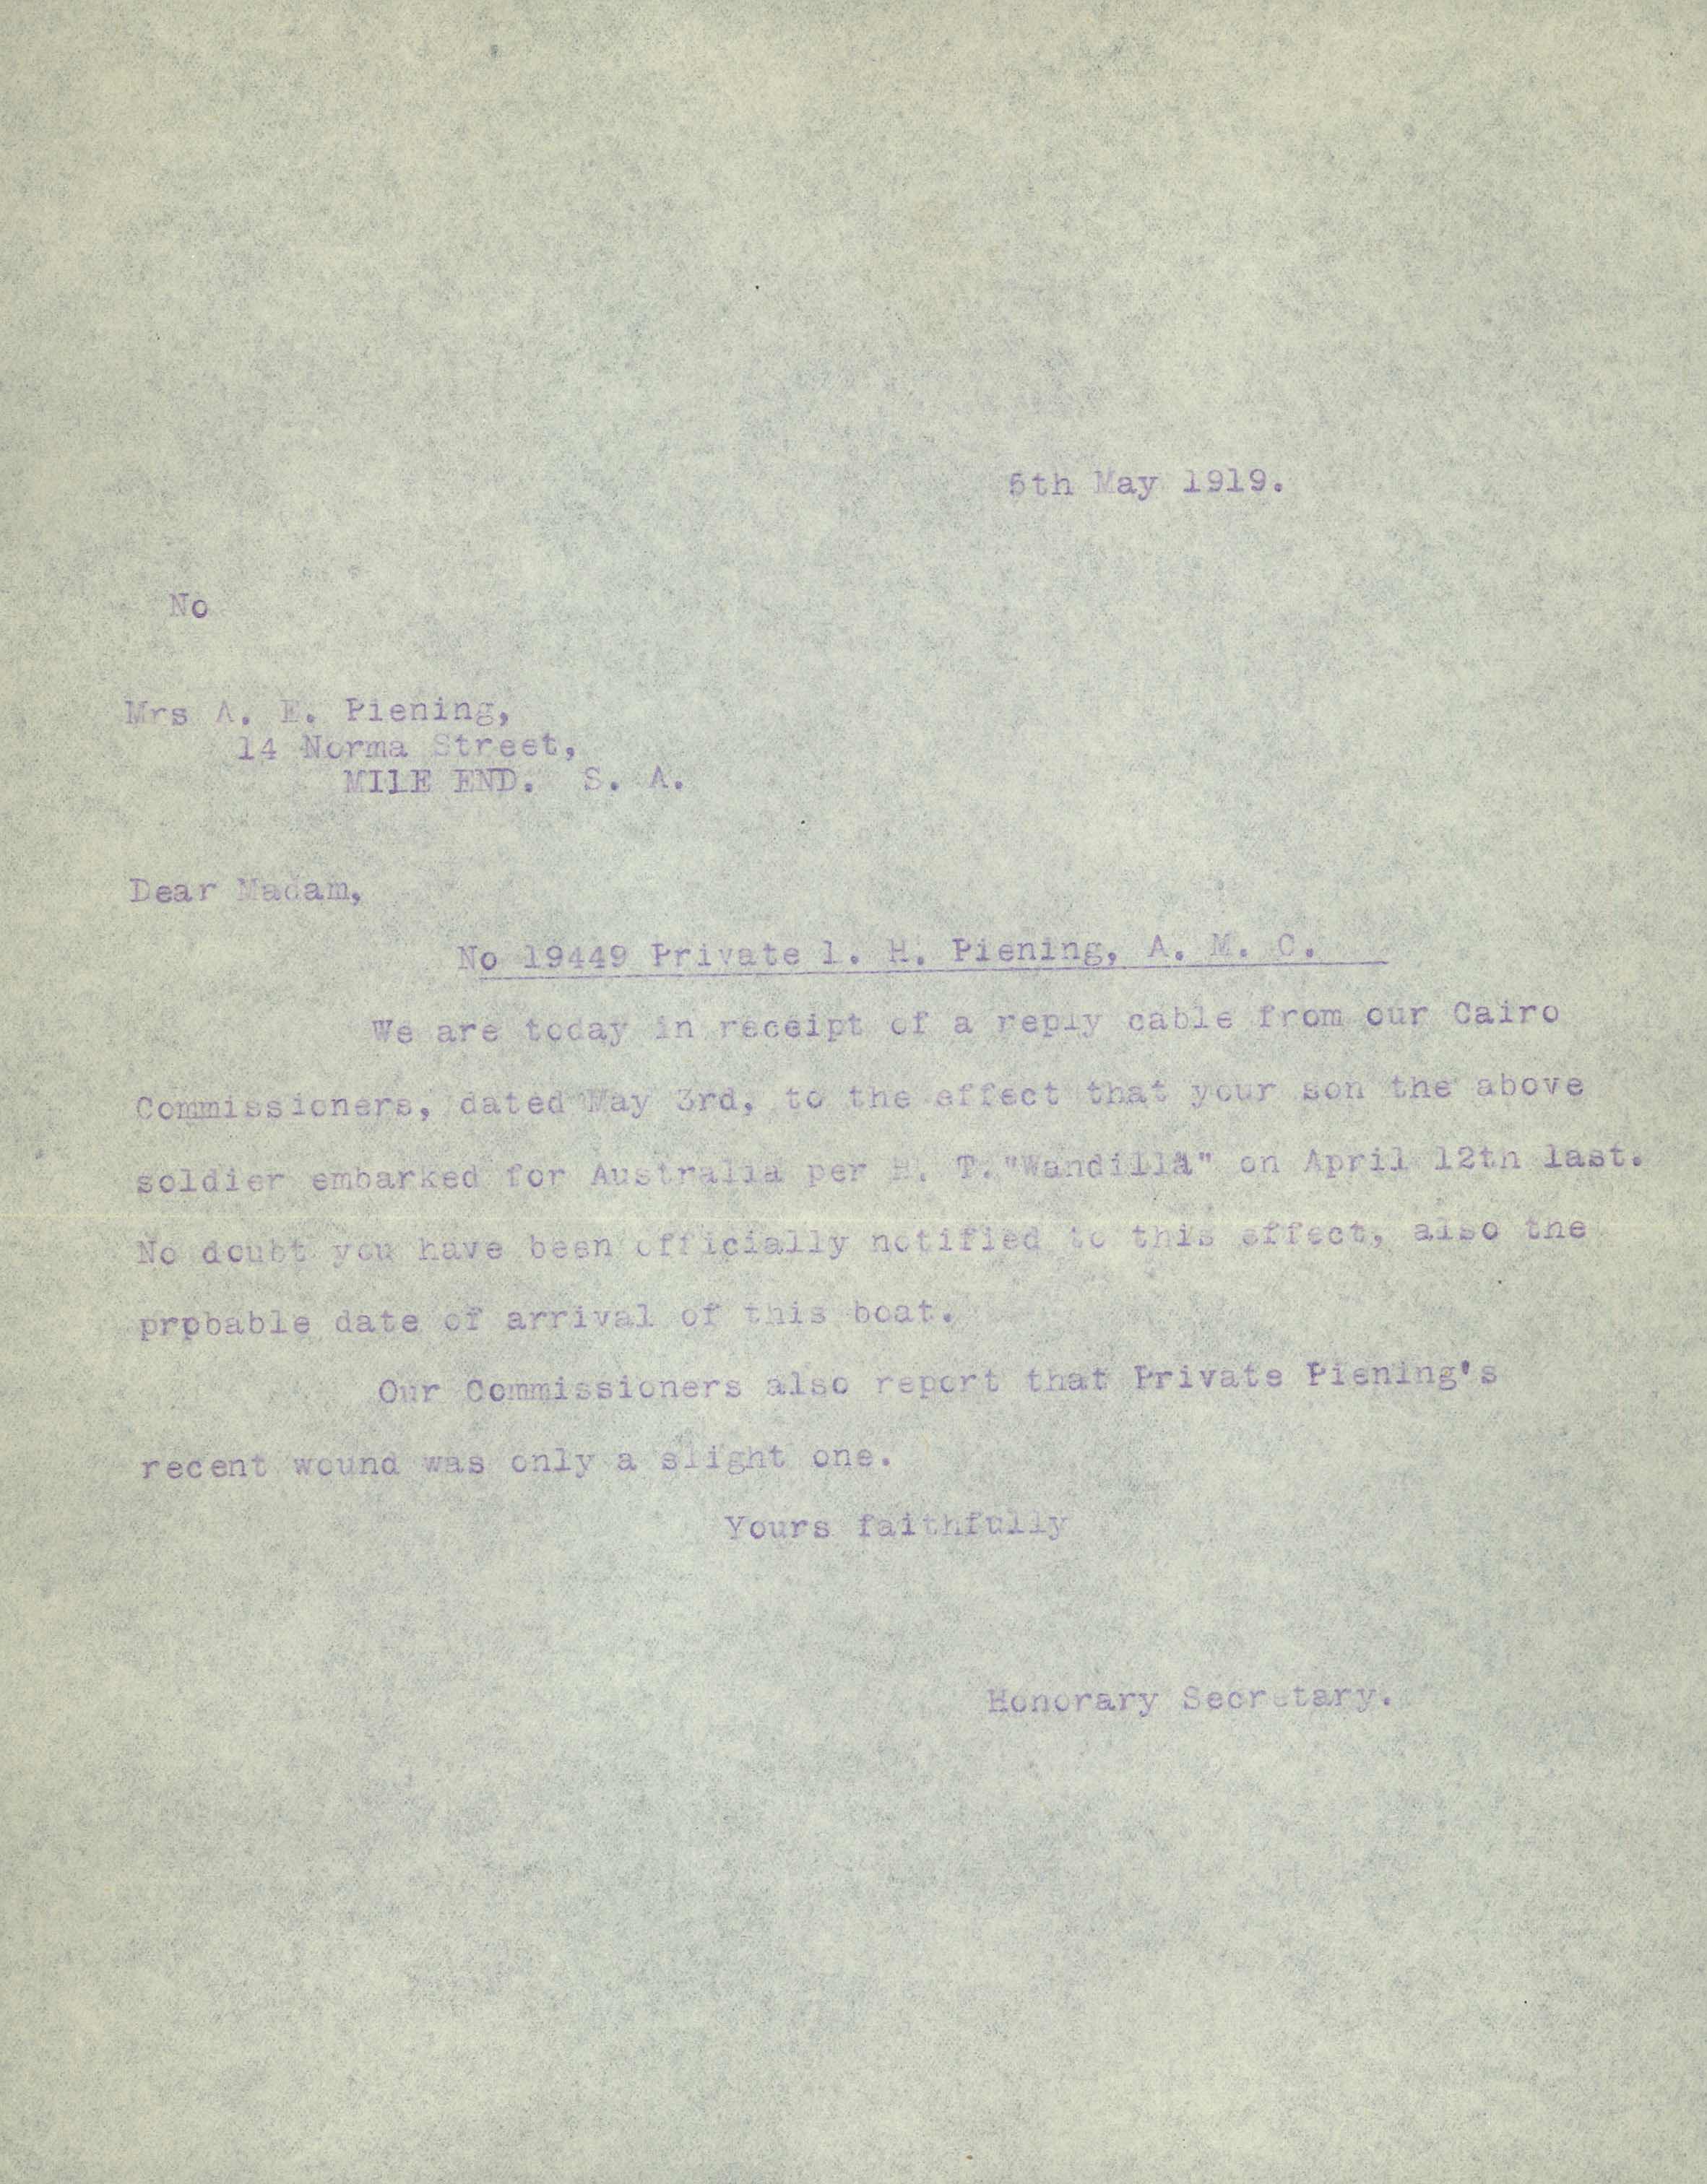 5th May 1919.
No
Mrs A. E. Piening,
14 Norma Street,
MILE END. S. A.
Dear Madam,
No 19449 Private l. H. Piening, A. M. C.
We are today in receipt of a reply cable from our Cairo
Commissioners, dated May 3rd, to the effect that your son the above
soldier embarked for Australia per H. T."Wandilla" on April 12th last.
No doubt you have been officially notified to this effect, also the
prpbable date of arrival of this boat.
Our Commissioners also report that Private Piening's
recent wound was only a slight one.
Yours faithfully
Honorary Secretary.